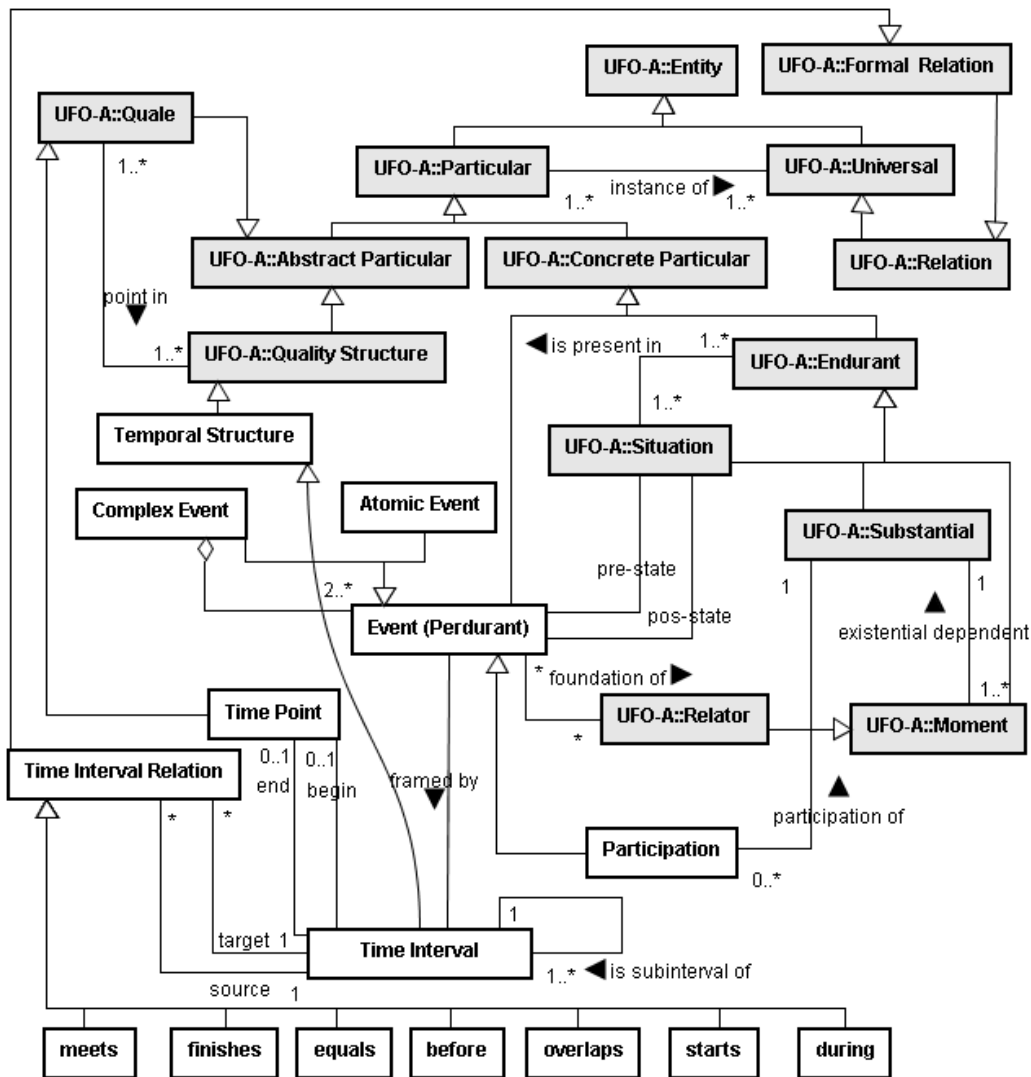 UFO-A::Entity
UFO-A::Formal Relation
UFO-A::Quale
1..*
UFO-A::Particular
UFO-A::Universal
instance of
1..*
1..*
UFO-A::Abstract Particular
UFO-A::Concrete Particular
UFO-A::Relation
point in
1..*
UFO-A::Quality Structure
is present in
1..*
UFO-A::Endurant
1..*
Temporal Structure
UFO-A::Situation
Complex Event
Atomic Event
UFO-A::Substantial
2..*
pre-state
1
1
Event (Perdurant)
pos-state
existential dependent
* foundation of
1..*
Time Point
UFO-A::Relator
UFO-A::Moment
*
0..1
0..1
Time Interval Relation
end
begin
framed by
*
*
participation of
Participation
0..*
1
target 1
Time Interval
1..*
is subinterval of
source 1
meets
finishes
equals
before
overlaps
starts
during